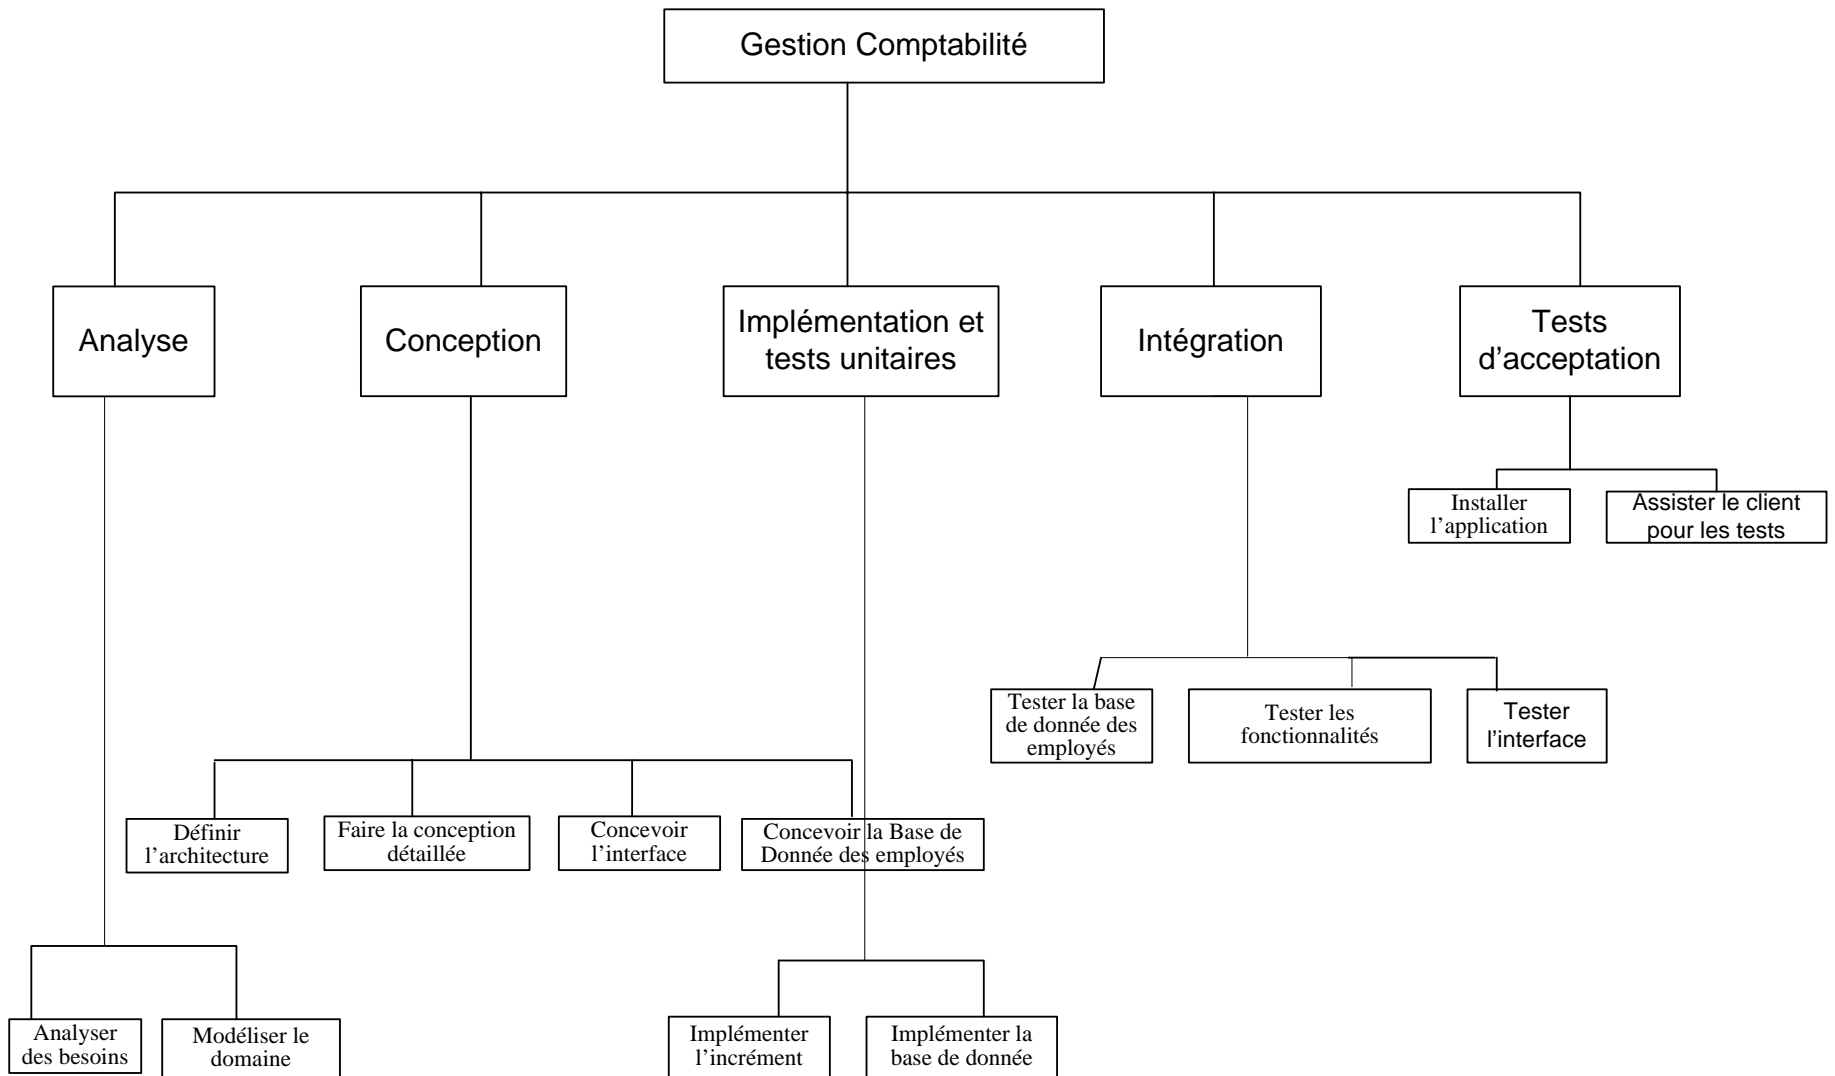 Gestion Comptabilité
Analyse
Conception
Implémentation et
tests unitaires
Intégration
Tests
d’acceptation
Installer
l’application
Assister le client
pour les tests
Tester la base
de donnée des
employés
Tester les
fonctionnalités
Tester
l’interface
Définir
l’architecture
Faire la conception
détaillée
Concevoir
l’interface
Concevoir la Base de
Donnée des employés
Analyser
des besoins
Modéliser le
domaine
Implémenter
l’incrément
Implémenter la
base de donnée